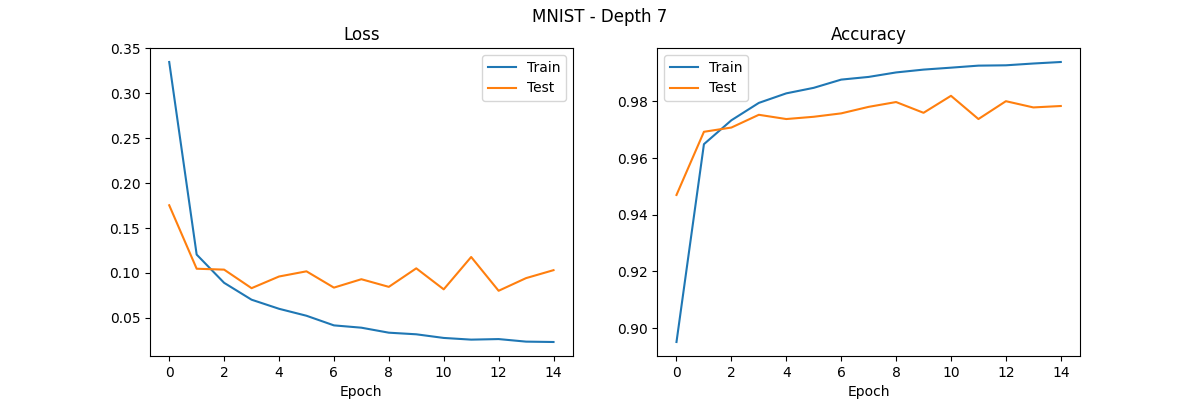 MNIST - Depth 7
Loss
Train
Test
0.35
0.30
0.25
0.20
0.15
0.10
0.05
0 2 4 6 8 10 12 14
Epoch
Accuracy
Train
Test
0.98
0.96
0.94
0.92
0.90
0 2 4 6 8 10 12 14
Epoch